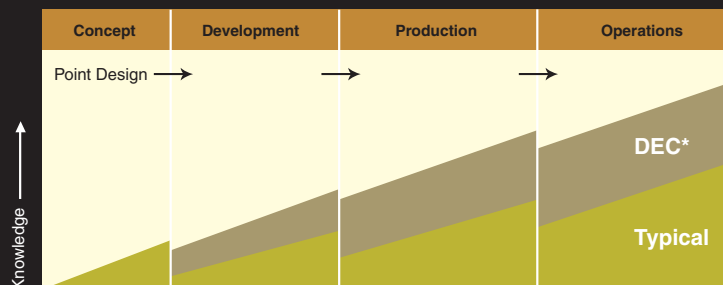 Concept
Development
Production
Operations
Point Design
DEC*
Typical
Knowledge